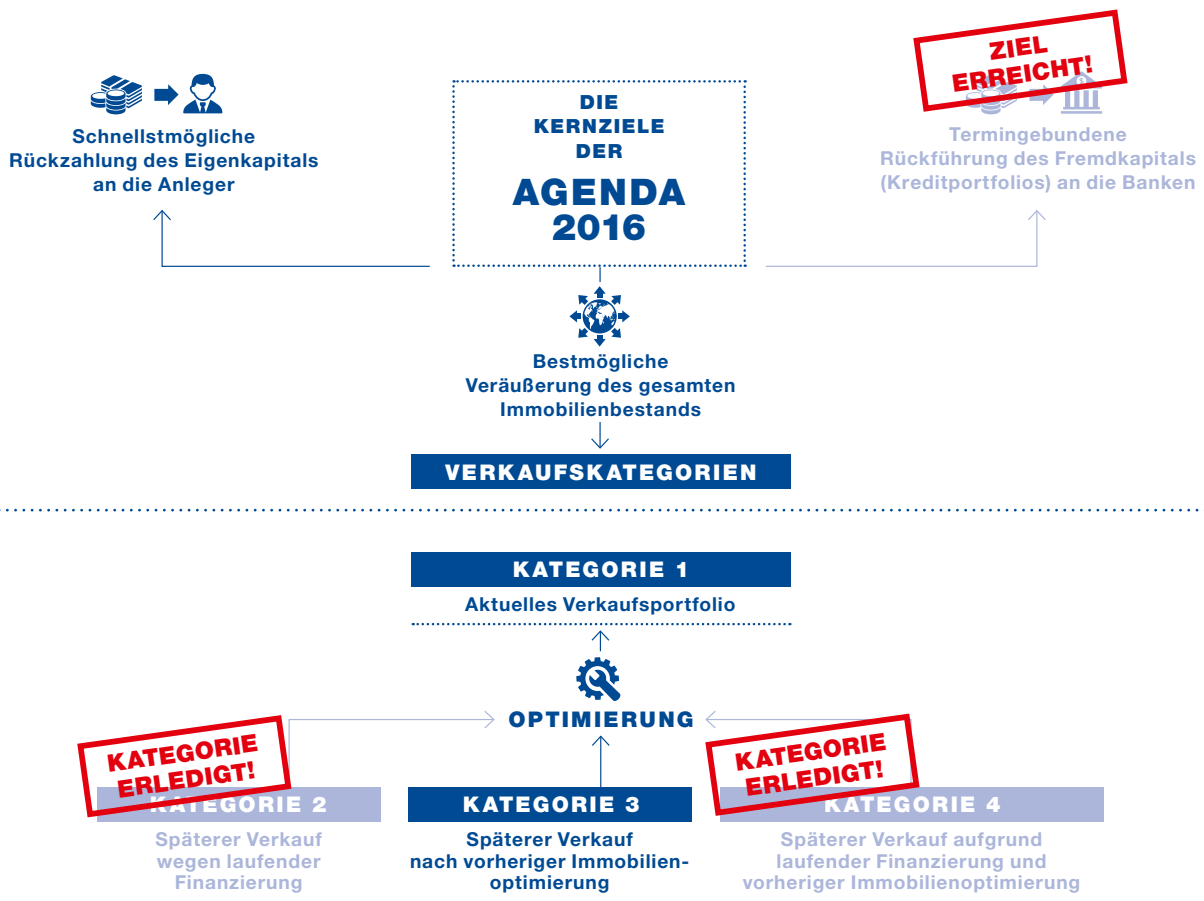 DIE
KERNZIELE
DER
AGENDA
2016
Schnellstmögliche
Rückzahlung des Eigenkapitals
an die Anleger
ZIEL
ERREICHT!
Termingebundene
Rückführung des Fremdkapitals
(Kreditportfolios) an die Banken
Bestmögliche
Veräußerung des gesamten
Immobilienbestands
VERKAUFSKATEGORIEN
KATEGORIE 1
Aktuelles Verkaufsportfolio
OPTIMIERUNG
KATEGORIE
ERLEDIGT!
KATEGORIE 2
Späterer Verkauf
wegen laufender
Finanzierung
KATEGORIE 3
Späterer Verkauf
nach vorheriger Immobilien-
optimierung
KATEGORIE
ERLEDIGT!
KATEGORIE 4
Späterer Verkauf aufgrund
laufender Finanzierung und
vorheriger Immobilienoptimierung